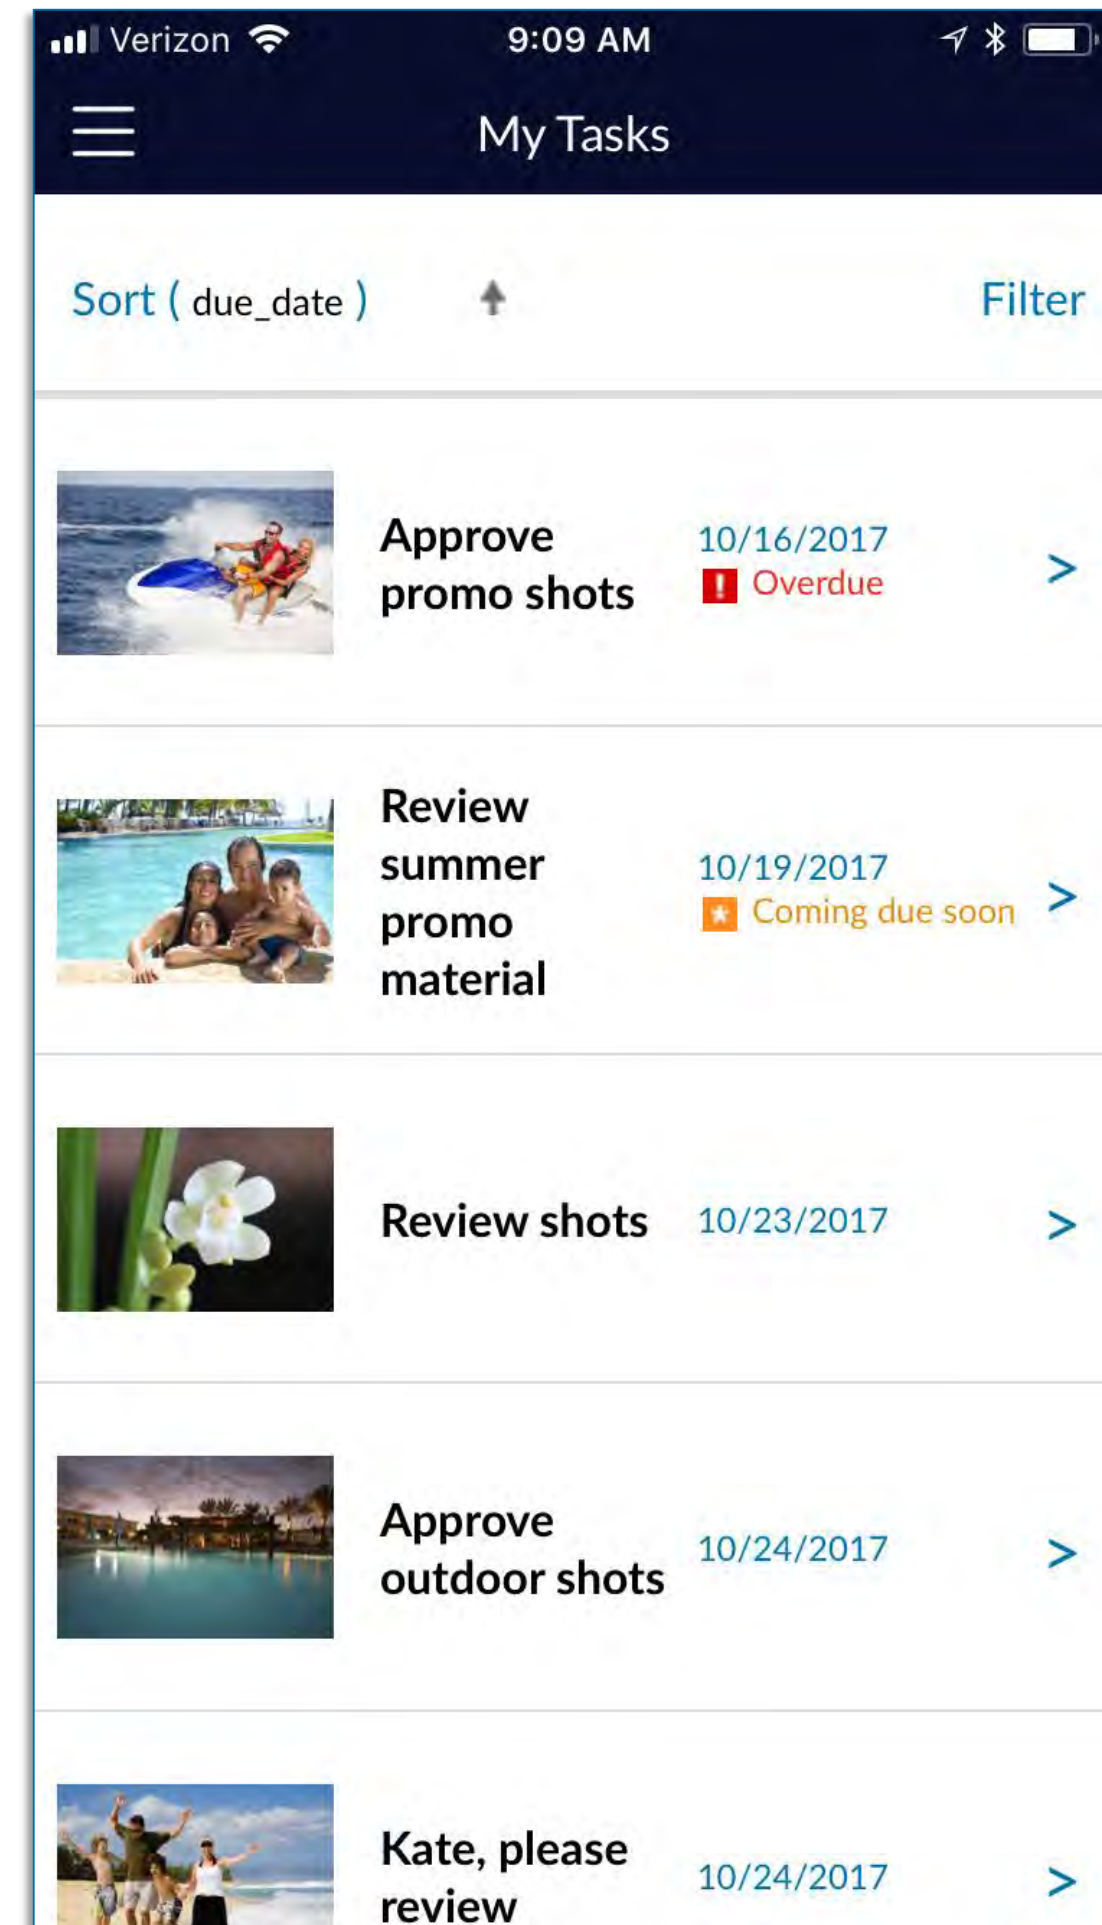 Verizon 9:09 AM
My Tasks
Sort ( due_date ) Filter
Approve
promo shots
10/16/2017
Overdue
>
Review
summer
promo
material
10/19/2017
Coming due soon
>
Review shots 10/23/2017 >
Approve
outdoor shots
10/24/2017 >
Kate, please
review
10/24/2017 >